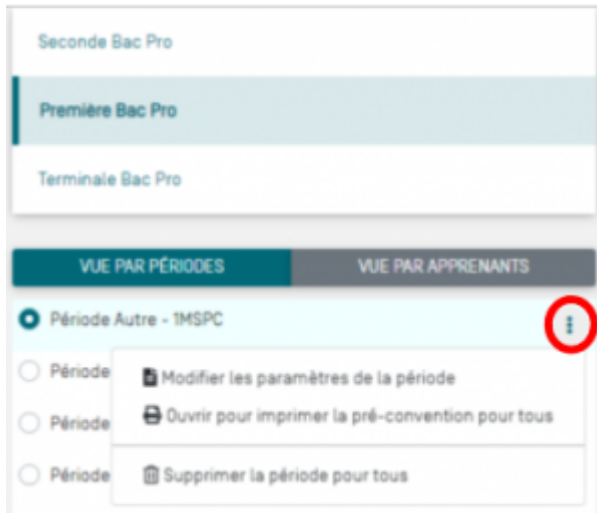 Seconde Bac Pro
Première Bac Pro
Terminale Bac Pro
VUE PAR PÉRIODES VUE PAR APPRENANTS
Période Autre - 1MSPC
Période
Modifier les paramètres de la période
Ouvrir pour imprimer la pré-convention pour tous
Période
Période
Supprimer la période pour tous